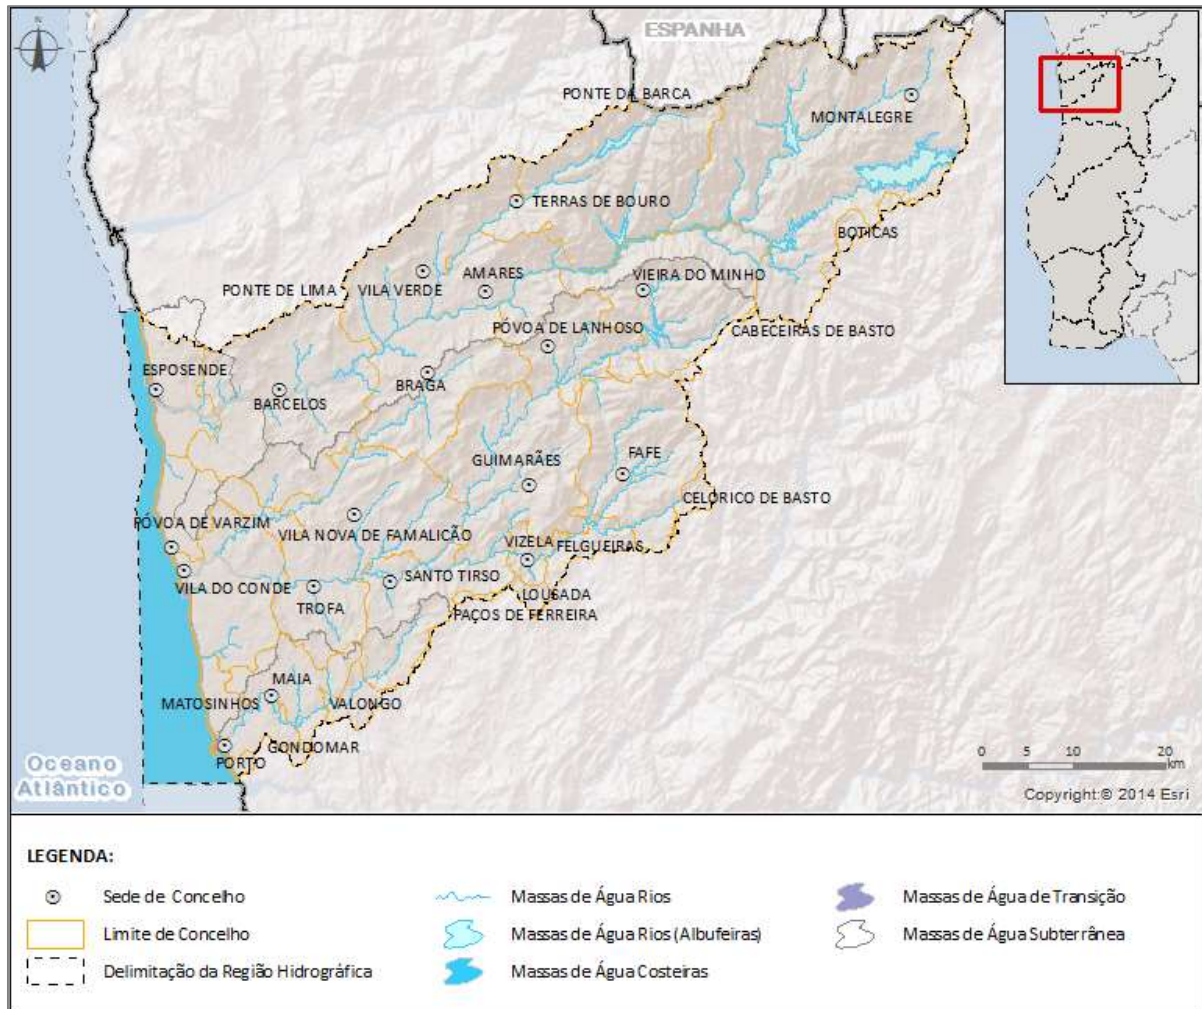 N
ESPANHA
PONTE DA BARCA
MONTALEGRE
TERRAS DE BOURO
BOTICAS
AMARES
VIEIRA DO MINHO
PONTE DE LIMA
VILA VERDE
PÓVOA DE LANHOSO
CABECEIRAS DE BASTO
ESPOSENDE
BRAGA
BARCELOS
GUIMARÃES
FAFE
CELORICO DE BASTO
PÓVOA DE VARZIM
VILA NOVA DE FAMALICÃO
VIZELA
FELGUEIRAS
SANTO TIRSO
VILA DO CONDE
LOUSADA
TROFA
PAÇOS DE FERREIRA
MAIA
MATOSINHOS
VALONGO
GONDOMAR
PORTO
Oceano
Atlântico
0 5 10 20
km
Copyright:© 2014 Esri
LEGENDA:
Sede de Concelho
Massas de Água Rios
Massas de Água de Transição
Limite de Concelho
Massas de Água Rios (Albufeiras)
Massas de Água Subterrânea
Delimitação da Região Hidrográfica
Massas de Água Costeiras